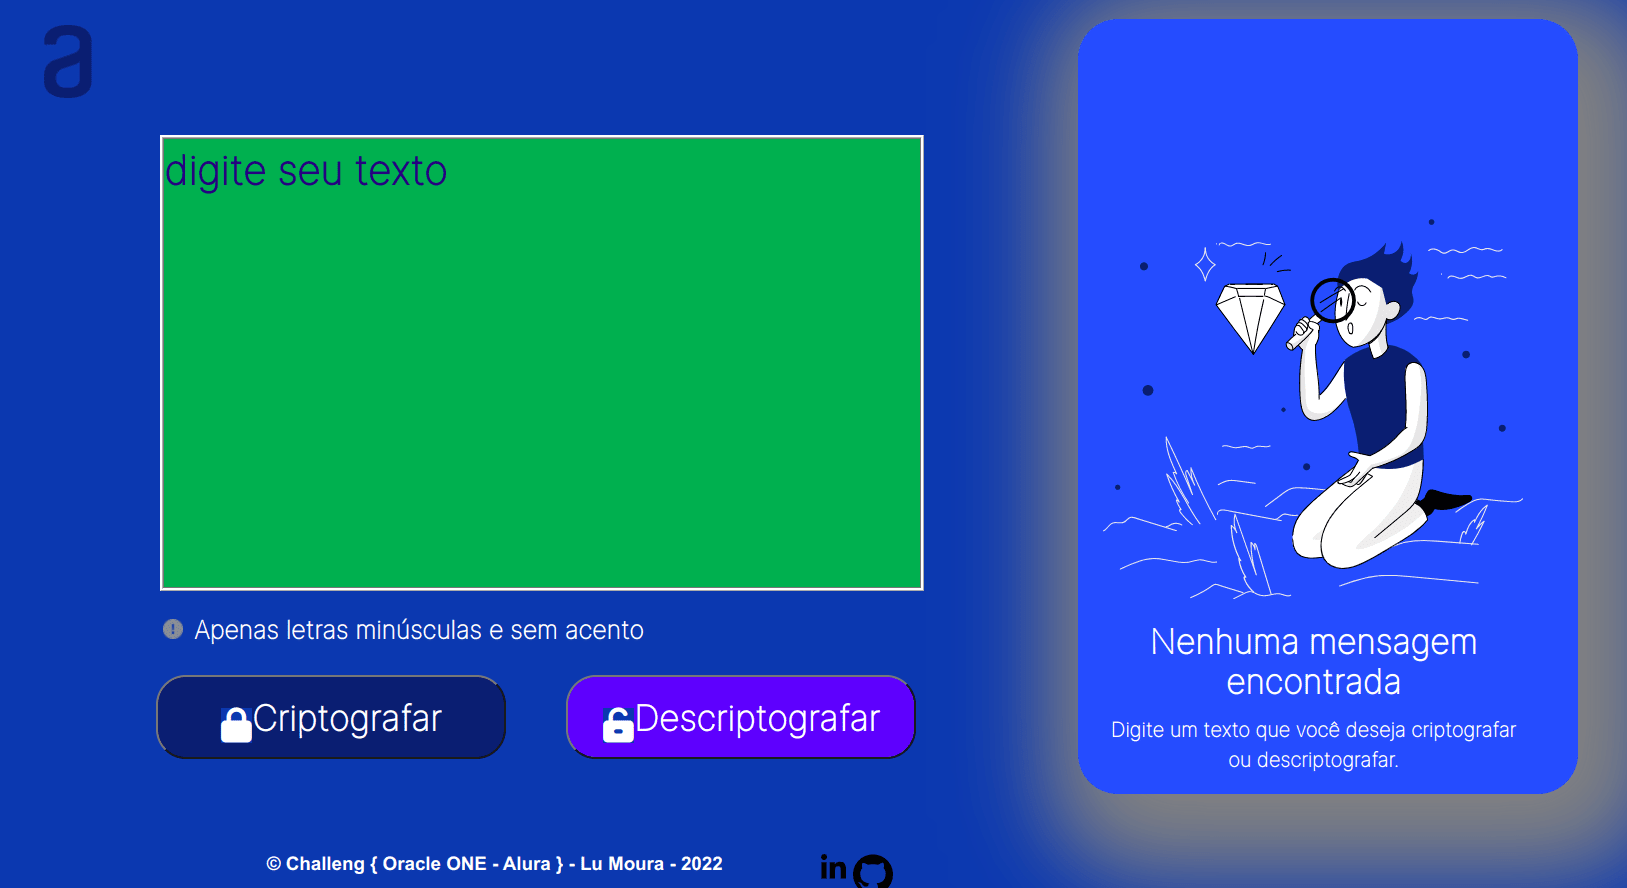 a
digite seu texto
Apenas letras minúsculas e sem acento
Criptografar
Descriptografar
Nenhuma mensagem
encontrada
Digite um texto que você deseja criptografar
ou descriptografar.
© Challeng { Oracle ONE - Alura } - Lu Moura - 2022
in